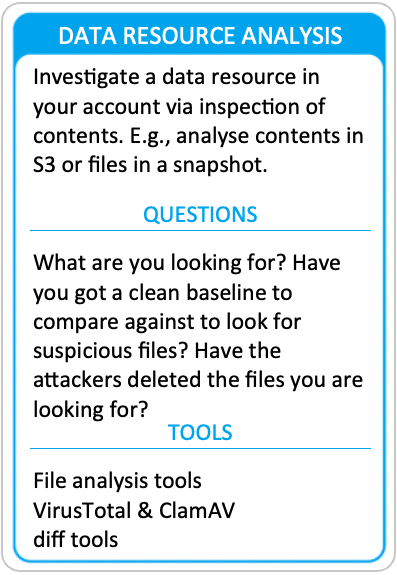 DATA RESOURCE ANALYSIS
Investigate a data resource in
your account via inspection of
contents. E.g., analyse contents in
S3 or files in a snapshot.
QUESTIONS
What are you looking for? Have
you got a clean baseline to
compare against to look for
suspicious files? Have the
attackers deleted the files you are
looking for?
TOOLS
File analysis tools
VirusTotal & ClamAV
diff tools